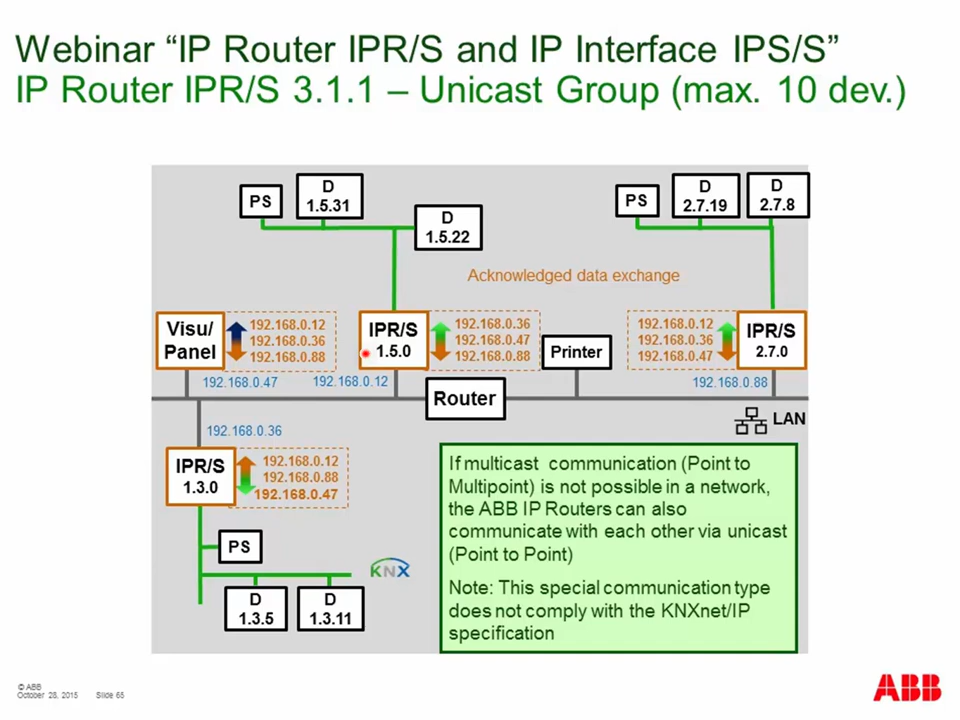 Webinar “IP Router IPR/S and IP Interface IPS/S”
IP Router IPR/S 3.1.1 – Unicast Group (max. 10 dev.)
PS
D
1.5.31
D
1.5.22
PS
D
2.7.19
D
2.7.8
Acknowledged data exchange
Visu/
Panel
192.168.0.12
192.168.0.36
192.168.0.88
IPR/S
1.5.0
192.168.0.36
192.168.0.47
192.168.0.88
Printer
192.168.0.12
192.168.0.36
192.168.0.47
IPR/S
2.7.0
192.168.0.47
192.168.0.12
192.168.0.88
Router
LAN
192.168.0.36
IPR/S
1.3.0
192.168.0.12
192.168.0.88
192.168.0.47
PS
KNX
D
1.3.5
D
1.3.11
If multicast communication (Point to
Multipoint) is not possible in a network,
the ABB IP Routers can also
communicate with each other via unicast
(Point to Point)
Note: This special communication type
does not comply with the KNXnet/IP
specification
© ABB
October 28, 2015 Slide 65
ABB